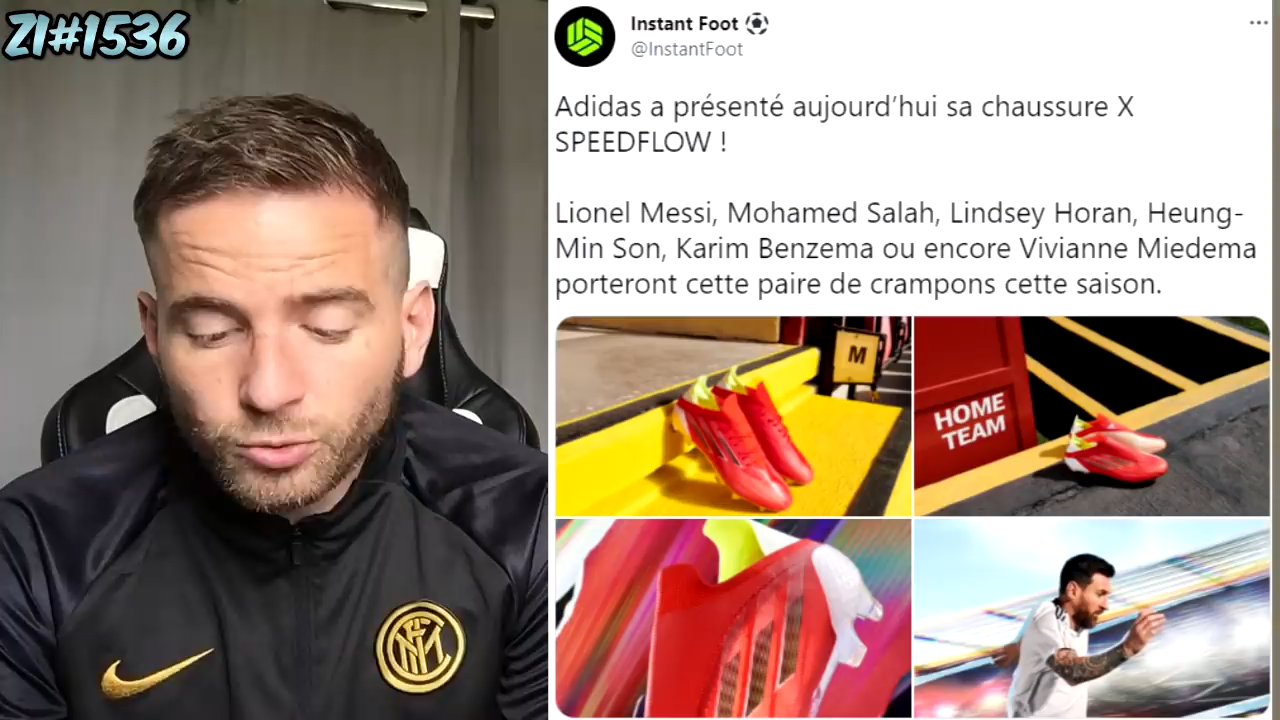 ZI#1536
Instant Foot ⚽
@InstantFoot
Adidas a présenté aujourd'hui sa chaussure X
SPEEDFLOW !
Lionel Messi, Mohamed Salah, Lindsey Horan, Heung-
Min Son, Karim Benzema ou encore Vivianne Miedema
porteront cette paire de crampons cette saison.
M
HOME
TEAM